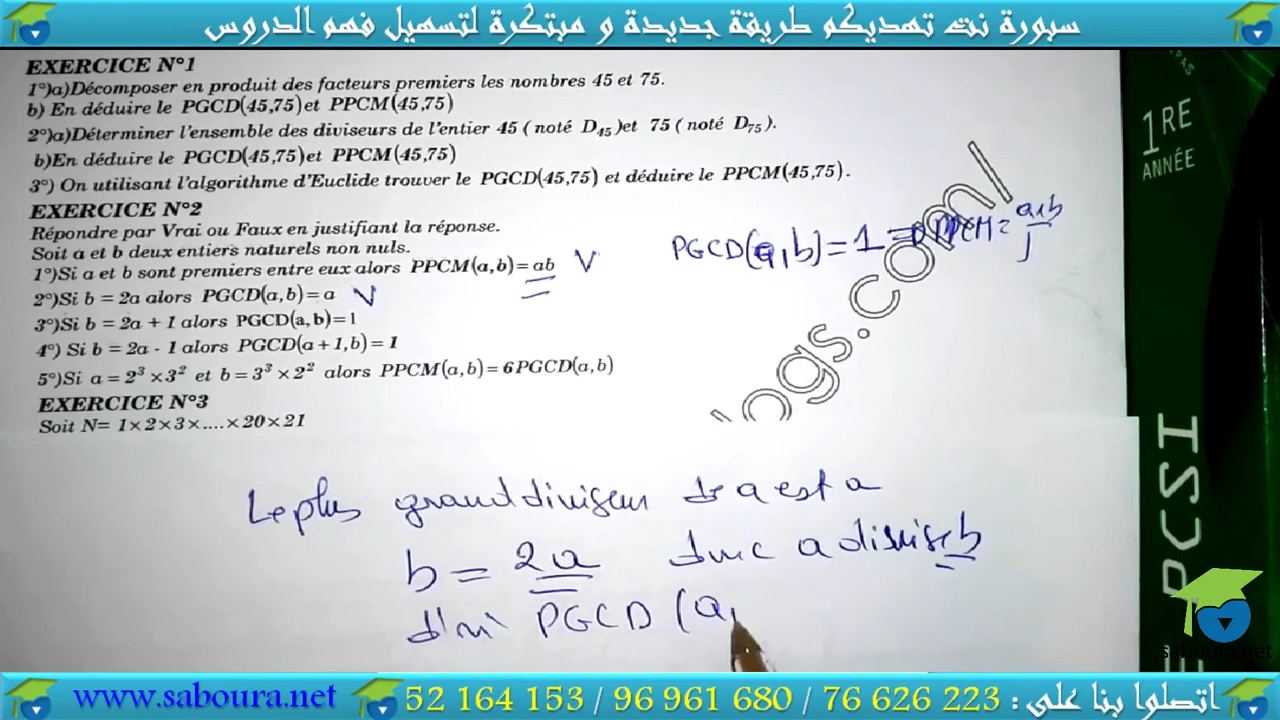 سبورة نت تهديكم طريقة جديدة و مبتكرة لتسهيل فهم الدروس
EXERCICE N°1
1°)a)Décomposer en produit des facteurs premiers les nombres 45 et 75.
b) En déduire le PGCD(45,75)et PPCM(45,75)
2°)a)Déterminer l'ensemble des diviseurs de l'entier 45 ( noté D₄₅ )et 75 ( noté D₇₅ ).
b)En déduire le PGCD(45,75)et PPCM(45,75)
3°) On utilisant l'algorithme d'Euclide trouver le PGCD(45,75) et déduire le PPCM(45,75).
EXERCICE N°2
Répondre par Vrai ou Faux en justifiant la réponse.
Soit a et b deux entiers naturels non nuls.
1°)Si a et b sont premiers entre eux alors PPCM(a,b)=ab V
PGCD(a,b)=1 PPCM = a×b
1
2°)Si b = 2a alors PGCD(a,b)=a V
3°)Si b = 2a + 1 alors PGCD(a,b)=1
4°) Si b = 2a - 1 alors PGCD(a+1,b)=1
5°)Si a = 2³ ×3² et b = 3³ ×2² alors PPCM(a,b)= 6PGCD(a,b)
EXERCICE N°3
Soit N= 1×2×3×....×20×21
ogs.com/
Le plus grand diviseur de a est a
b = 2a donc a divise b
d'où PGCD (a,
1RE
ANNÉE
saboura.net
www.saboura.net
52 164 153 / 96 961 680 / 76 626 223 : اتصلوا بنا على